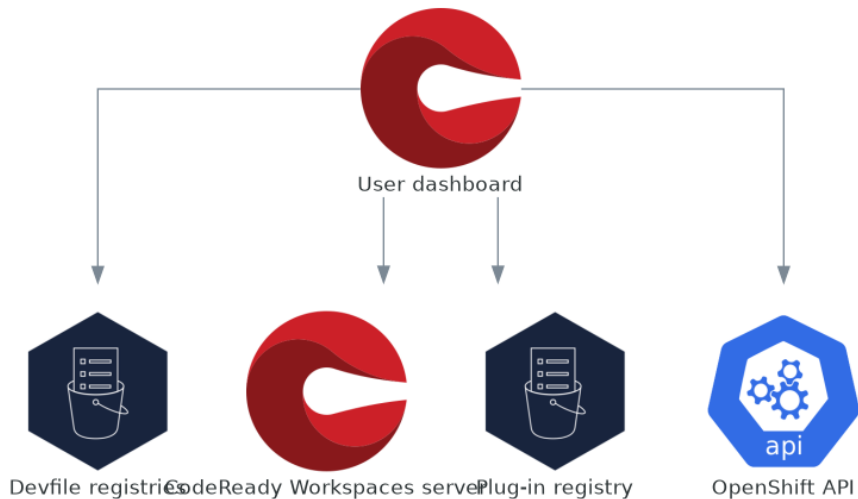 User dashboard
Devfile registries
CodeReady Workspaces server
Plug-in registry
api
OpenShift API